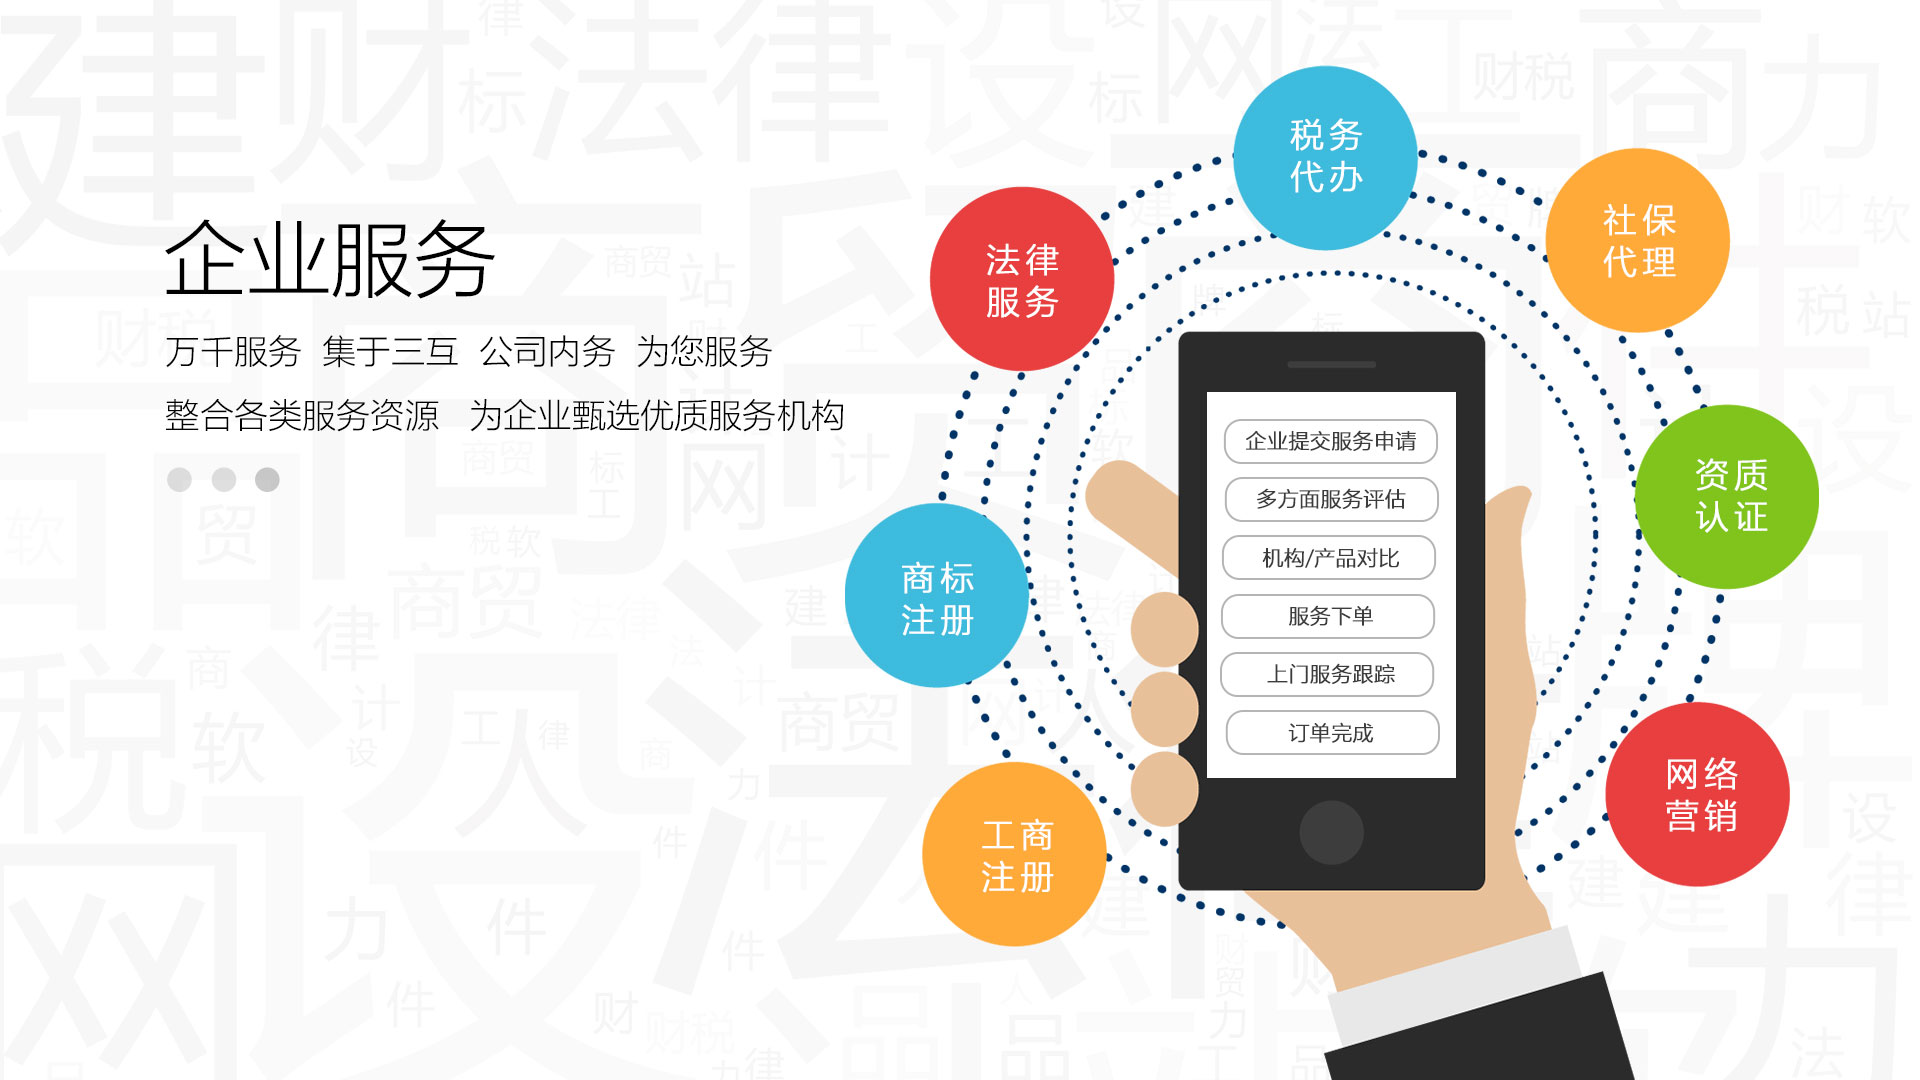 企业服务
万千服务 集于三互 公司内务 为您服务
整合各类服务资源 为企业甄选优质服务机构
税务
代办
社保
代理
法律
服务
资质
认证
商标
注册
网络
营销
工商
注册
企业提交服务申请
多方面服务评估
机构/产品对比
服务下单
上门服务跟踪
订单完成